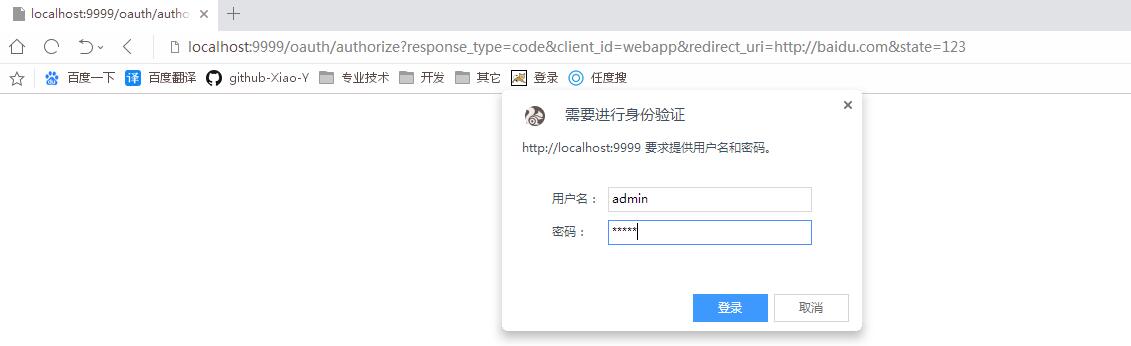 localhost:9999/oauth/autho
localhost:9999/oauth/authorize?response_type=code&client_id=webapp&redirect_uri=http://baidu.com&state=123
百度一下 译 百度翻译 github-Xiao-Y 专业技术 开发 其它 登录 任度搜
需要进行身份验证
http://localhost:9999 要求提供用户名和密码。
用户名： admin
密码： *****
登录 取消